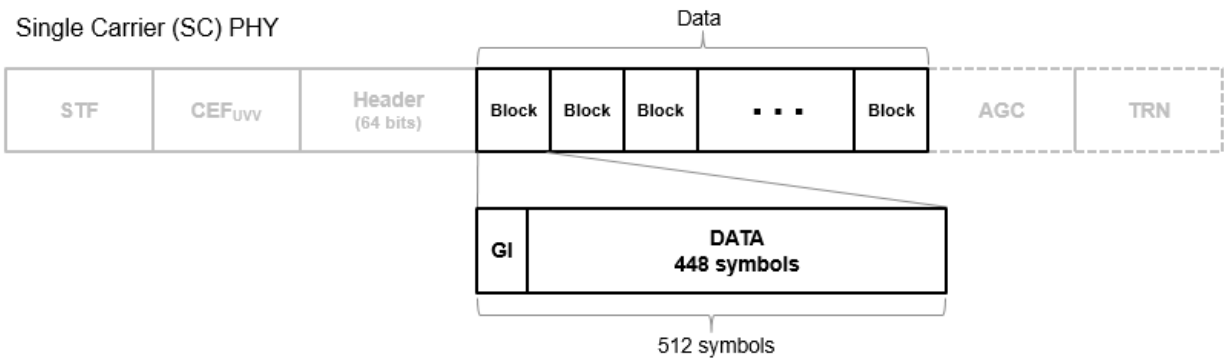 Single Carrier (SC) PHY
Data
STF
CEFUVV
Header
(64 bits)
Block
Block
Block
▪ ▪ ▪
Block
AGC
TRN
GI
DATA
448 symbols
512 symbols